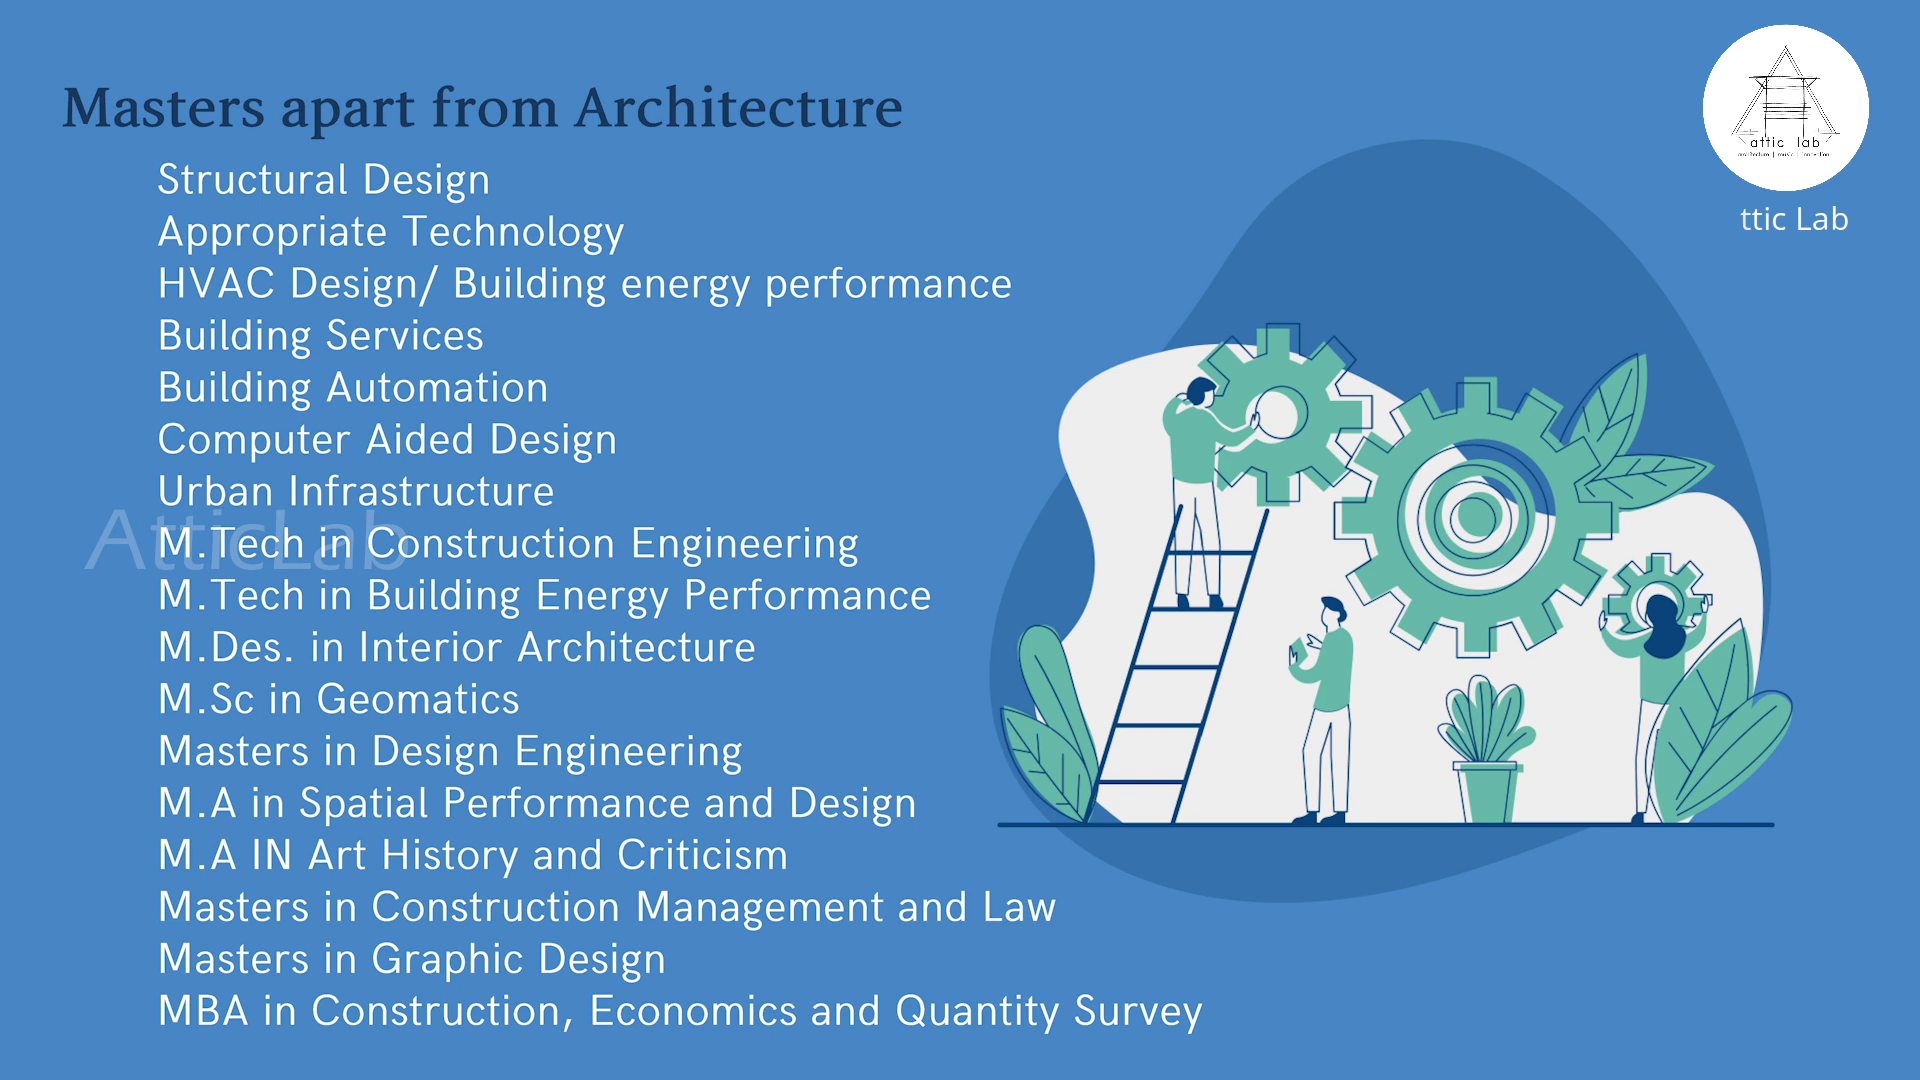 Masters apart from Architecture
Structural Design
Appropriate Technology
HVAC Design/ Building energy performance
Building Services
Building Automation
Computer Aided Design
Urban Infrastructure
M.Tech in Construction Engineering
M.Tech in Building Energy Performance
M.Des. in Interior Architecture
M.Sc in Geomatics
Masters in Design Engineering
M.A in Spatial Performance and Design
M.A IN Art History and Criticism
Masters in Construction Management and Law
Masters in Graphic Design
MBA in Construction, Economics and Quantity Survey
AtticLab
attic lab
architecture | music | innovation
ttic Lab